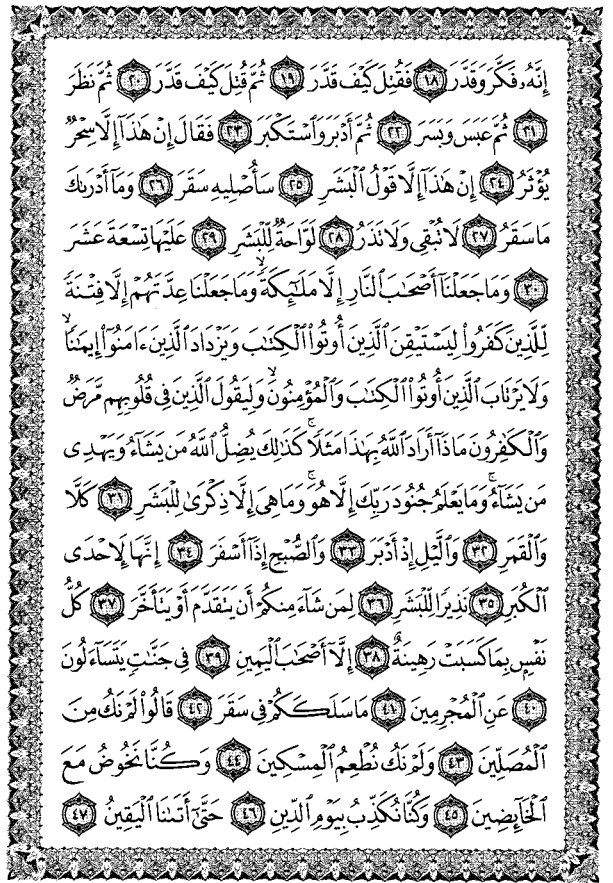 إِنَّهُۥ فَكَّرَ وَقَدَّرَ ١٨ فَقُتِلَ كَيْفَ قَدَّرَ ١٩ ثُمَّ قُتِلَ كَيْفَ قَدَّرَ ٢٠ ثُمَّ نَظَرَ
٢١ ثُمَّ عَبَسَ وَبَسَرَ ٢٢ ثُمَّ أَدْبَرَ وَٱسْتَكْبَرَ ٢٣ فَقَالَ إِنْ هَٰذَآ إِلَّا سِحْرٌ
يُؤْثَرُ ٢٤ إِنْ هَٰذَآ إِلَّا قَوْلُ ٱلْبَشَرِ ٢٥ سَأُصْلِيهِ سَقَرَ ٢٦ وَمَآ أَدْرَىٰكَ
مَا سَقَرُ ٢٧ لَا تُبْقِى وَلَا تَذَرُ ٢٨ لَوَّاحَةٌ لِّلْبَشَرِ ٢٩ عَلَيْهَا تِسْعَةَ عَشَرَ
٣٠ وَمَا جَعَلْنَآ أَصْحَٰبَ ٱلنَّارِ إِلَّا مَلَٰٓئِكَةًۙ وَمَا جَعَلْنَا عِدَّتَهُمْ إِلَّا فِتْنَةً
لِّلَّذِينَ كَفَرُوا۟ لِيَسْتَيْقِنَ ٱلَّذِينَ أُوتُوا۟ ٱلْكِتَٰبَ وَيَزْدَادَ ٱلَّذِينَ ءَامَنُوٓا۟ إِيمَٰنًاۙ
وَلَا يَرْتَابَ ٱلَّذِينَ أُوتُوا۟ ٱلْكِتَٰبَ وَٱلْمُؤْمِنُونَۙ وَلِيَقُولَ ٱلَّذِينَ فِى قُلُوبِهِم مَّرَضٌ
وَٱلْكَٰفِرُونَ مَاذَآ أَرَادَ ٱللَّهُ بِهَٰذَا مَثَلًاۚ كَذَٰلِكَ يُضِلُّ ٱللَّهُ مَن يَشَآءُ وَيَهْدِى
مَن يَشَآءُۚ وَمَا يَعْلَمُ جُنُودَ رَبِّكَ إِلَّا هُوَۚ وَمَا هِىَ إِلَّا ذِكْرَىٰ لِلْبَشَرِ ٣١ كَلَّا
وَٱلْقَمَرِ ٣٢ وَٱلَّيْلِ إِذْ أَدْبَرَ ٣٣ وَٱلصُّبْحِ إِذَآ أَسْفَرَ ٣٤ إِنَّهَا لَإِحْدَى
ٱلْكُبَرِ ٣٥ نَذِيرًا لِّلْبَشَرِ ٣٦ لِمَن شَآءَ مِنكُمْ أَن يَتَقَدَّمَ أَوْ يَتَأَخَّرَ ٣٧ كُلُّ
نَفْسٍۭ بِمَا كَسَبَتْ رَهِينَةٌ ٣٨ إِلَّآ أَصْحَٰبَ ٱلْيَمِينِ ٣٩ فِى جَنَّٰتٍ يَتَسَآءَلُونَ
٤٠ عَنِ ٱلْمُجْرِمِينَ ٤١ مَا سَلَكَكُمْ فِى سَقَرَ ٤٢ قَالُوا۟ لَمْ نَكُ مِنَ
ٱلْمُصَلِّينَ ٤٣ وَلَمْ نَكُ نُطْعِمُ ٱلْمِسْكِينَ ٤٤ وَكُنَّا نَخُوضُ مَعَ
ٱلْخَآئِضِينَ ٤٥ وَكُنَّا نُكَذِّبُ بِيَوْمِ ٱلدِّينِ ٤٦ حَتَّىٰٓ أَتَىٰنَا ٱلْيَقِينُ ٤٧